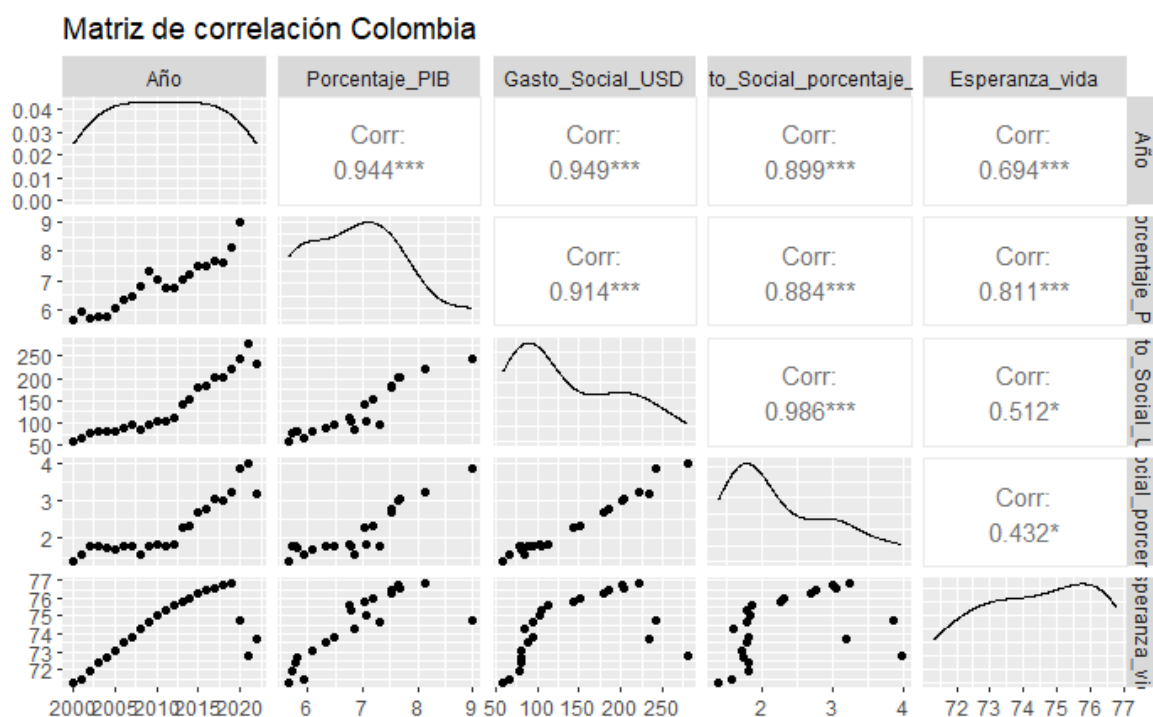 Matriz de correlación Colombia
Año Porcentaje_PIB Gasto_Social_USD to_Social_porcentaje_ Esperanza_vida
0.04
0.03
0.02
0.01
0.00
Corr:
0.944***
Corr:
0.949***
Corr:
0.899***
Corr:
0.694***
Año
9
8
7
6
Corr:
0.914***
Corr:
0.884***
Corr:
0.811***
orcentaje_P
250
200
150
100
50
Corr:
0.986***
Corr:
0.512*
to_Social_U
4
3
2
Corr:
0.432*
ocial_porcer
77
76
75
74
73
72
speranza_vi
2000 2005 2010 2015 2020
6 7 8 9
50 100 150 200 250
2 3 4
72 73 74 75 76 77